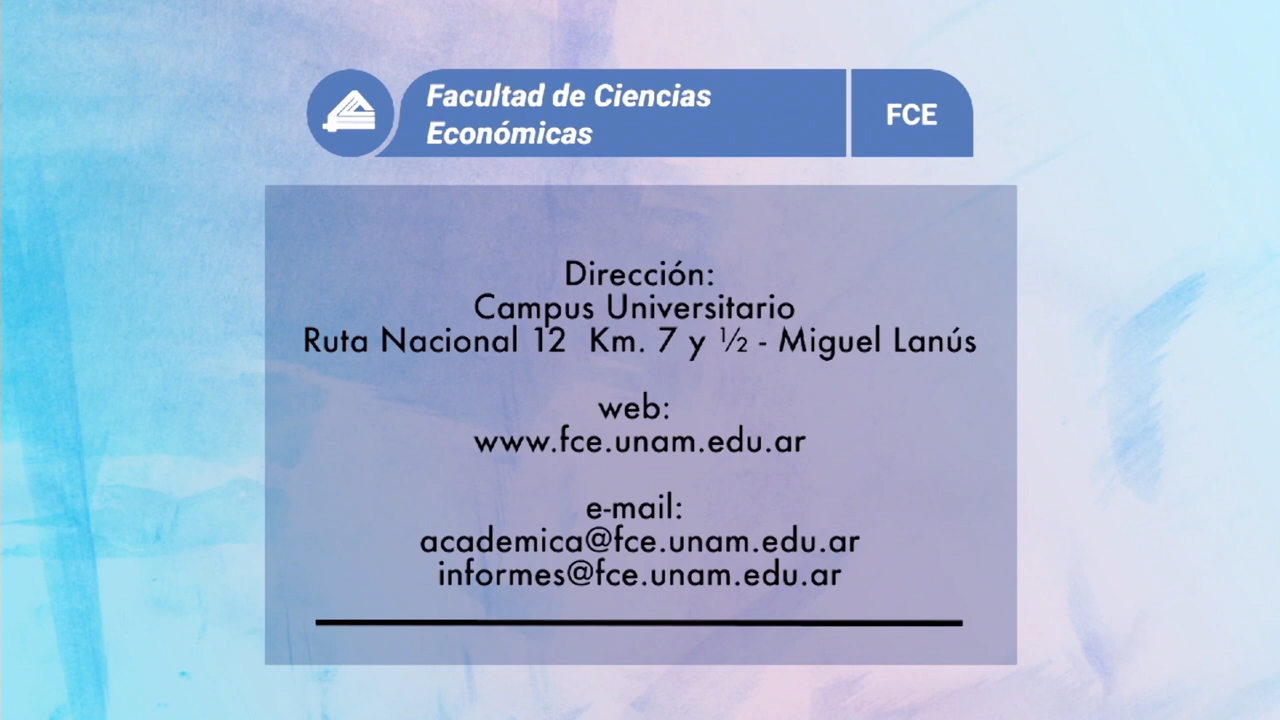 Facultad de Ciencias
Económicas
FCE
Dirección:
Campus Universitario
Ruta Nacional 12  Km. 7 y ½ - Miguel Lanús
web:
www.fce.unam.edu.ar
e-mail:
academica@fce.unam.edu.ar
informes@fce.unam.edu.ar